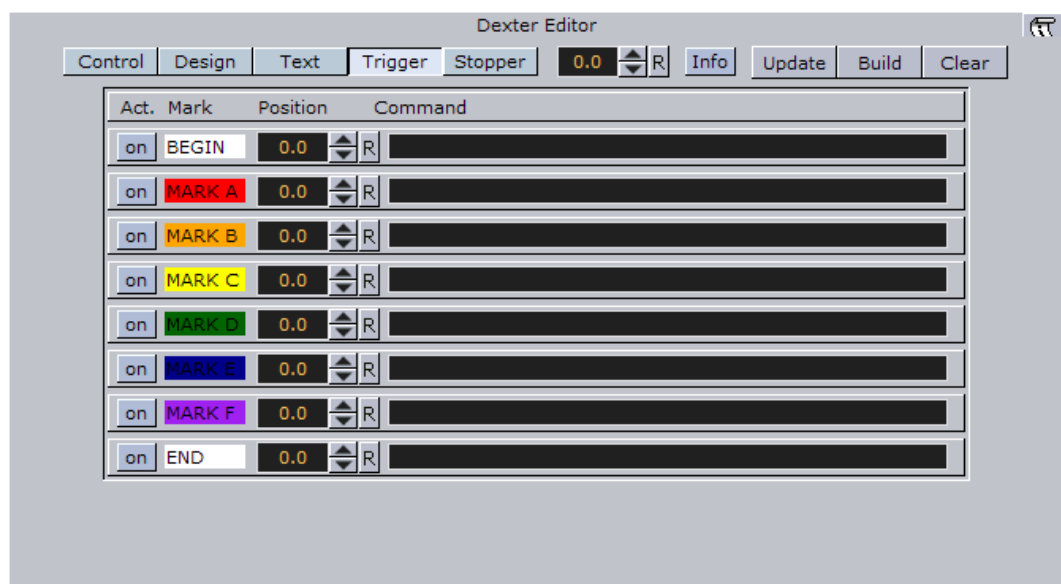 Dexter Editor
Control Design Text Trigger Stopper 0.0 R Info Update Build Clear
Act. Mark Position Command
on BEGIN 0.0 R
on MARK A 0.0 R
on MARK B 0.0 R
on MARK C 0.0 R
on MARK D 0.0 R
on MARK E 0.0 R
on MARK F 0.0 R
on END 0.0 R